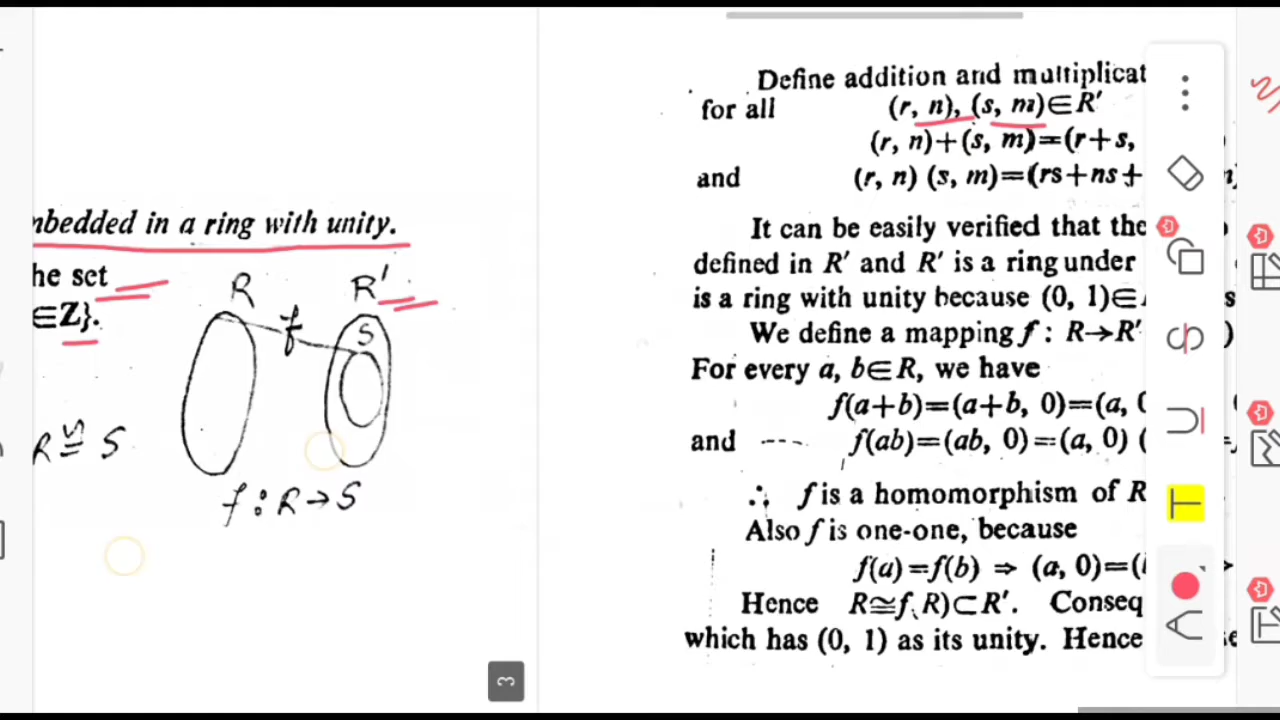 mbedded in a ring with unity.
he set
∈Z}.
R R'
f S
R ≅ S
f : R → S
3
Define addition and multiplicat
for all (r, n), (s, m)∈R'
(r, n)+(s, m)=(r+s,
and (r, n) (s, m)=(rs+ns+
It can be easily verified that the
defined in R' and R' is a ring under
is a ring with unity because (0, 1)∈
We define a mapping f : R→R'
For every a, b∈R, we have
f(a+b)=(a+b, 0)=(a, 0
and f(ab)=(ab, 0)=(a, 0) (
∴ f is a homomorphism of R
Also f is one-one, because
f(a)=f(b) ⇒ (a, 0)=(
Hence R≅f(R)⊂R'. Conseq
which has (0, 1) as its unity. Hence